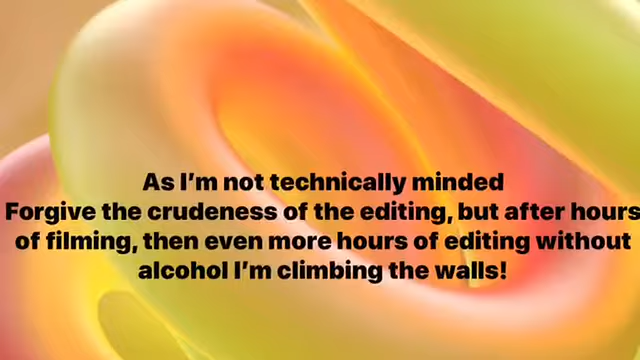 As I'm not technically minded
Forgive the crudeness of the editing, but after hours
of filming, then even more hours of editing without
alcohol I'm climbing the walls!